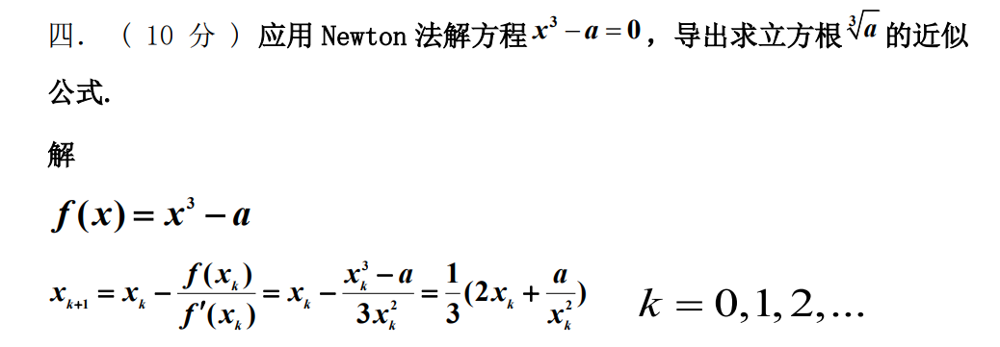 四．（ 10 分 ）应用 Newton 法解方程 $x^3 - a = 0$，导出求立方根 $\sqrt[3]{a}$ 的近似
公式.
解
$f(x) = x^3 - a$
$x_{k+1} = x_k - \frac{f(x_k)}{f'(x_k)} = x_k - \frac{x_k^3 - a}{3x_k^2} = \frac{1}{3}(2x_k + \frac{a}{x_k^2})$ $k = 0,1,2,...$